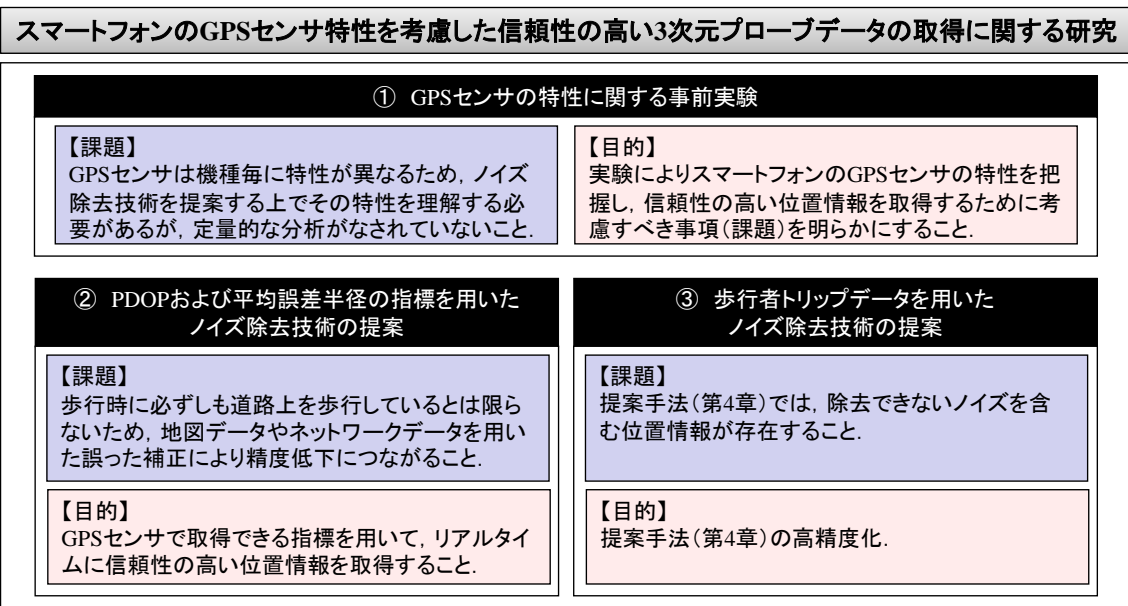 スマートフォンのGPSセンサ特性を考慮した信頼性の高い3次元プローブデータの取得に関する研究
① GPSセンサの特性に関する事前実験
【課題】
GPSセンサは機種毎に特性が異なるため，ノイズ
除去技術を提案する上でその特性を理解する必
要があるが，定量的な分析がなされていないこと．
【目的】
実験によりスマートフォンのGPSセンサの特性を把
握し，信頼性の高い位置情報を取得するために考
慮すべき事項（課題）を明らかにすること．
② PDOPおよび平均誤差半径の指標を用いた
ノイズ除去技術の提案
【課題】
歩行時に必ずしも道路上を歩行しているとは限ら
ないため，地図データやネットワークデータを用い
た誤った補正により精度低下につながること．
【目的】
GPSセンサで取得できる指標を用いて，リアルタイ
ムに信頼性の高い位置情報を取得すること．
③ 歩行者トリップデータを用いた
ノイズ除去技術の提案
【課題】
提案手法（第4章）では，除去できないノイズを含
む位置情報が存在すること．
【目的】
提案手法（第4章）の高精度化．